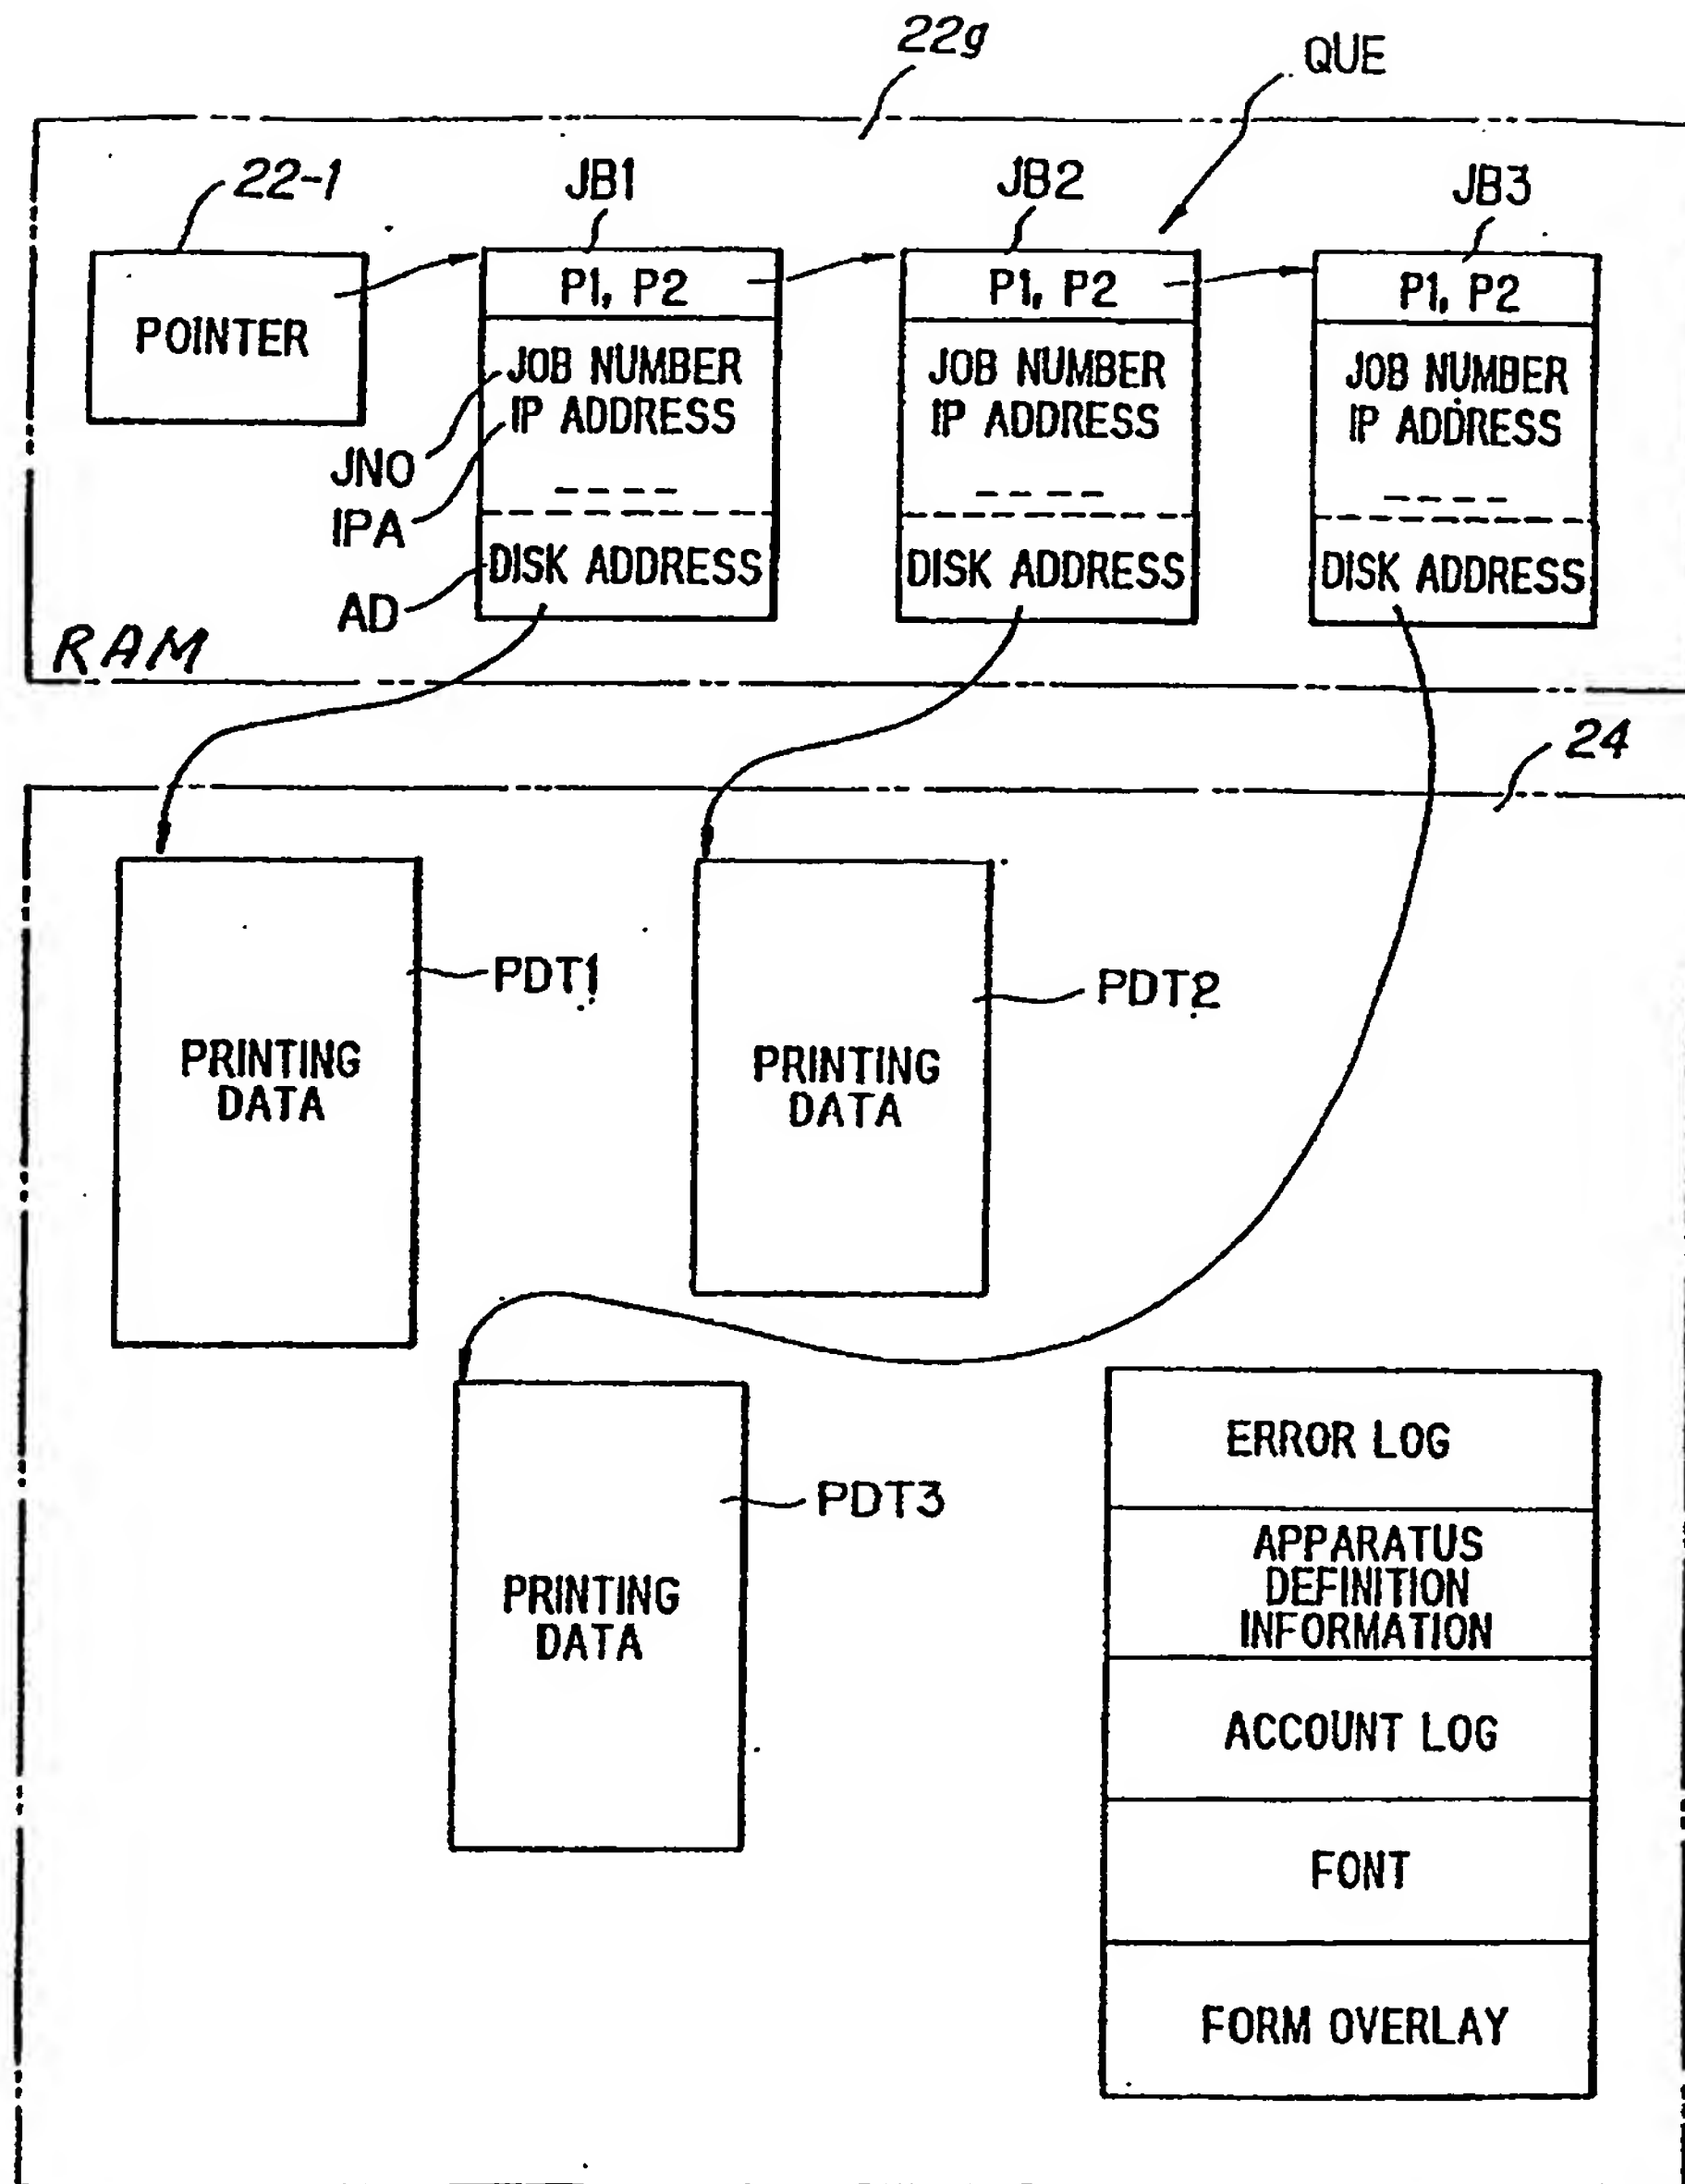 22g
QUE
22-1
JB1
JB2
JB3
POINTER
P1, P2
P1, P2
P1, P2
JOB NUMBER
IP ADDRESS
JOB NUMBER
IP ADDRESS
JOB NUMBER
IP ADDRESS
JNO
IPA
AD
DISK ADDRESS
DISK ADDRESS
DISK ADDRESS
RAM
24
PDT1
PRINTING
DATA
PDT2
PRINTING
DATA
PDT3
PRINTING
DATA
ERROR LOG
APPARATUS
DEFINITION
INFORMATION
ACCOUNT LOG
FONT
FORM OVERLAY